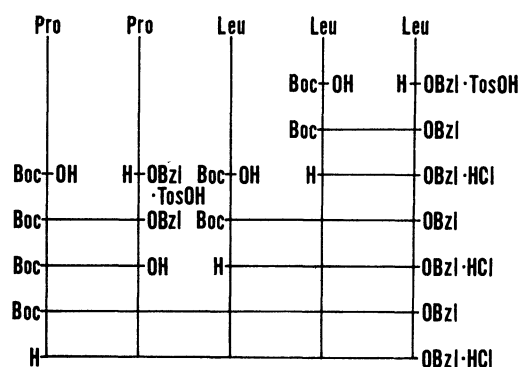 Pro Pro Leu Leu Leu
Boc OH H OBzl·TosOH
Boc OBzl
Boc OH H OBzl Boc OH H OBzl·HCl
·TosOH
Boc OBzl Boc OBzl
Boc OH H OBzl·HCl
Boc OBzl
H OBzl·HCl